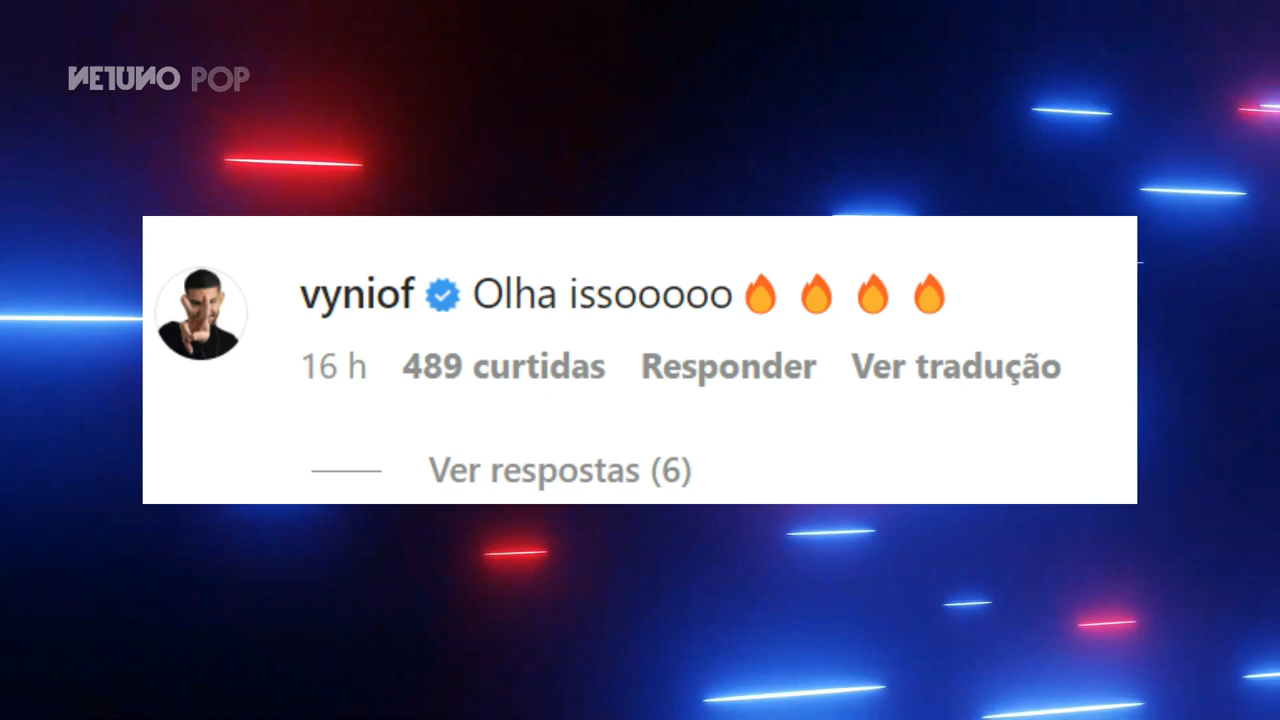 NETUNO POP
vyniof Olha issooooo🔥 🔥 🔥 🔥
16 h 489 curtidas Responder Ver tradução
Ver respostas (6)